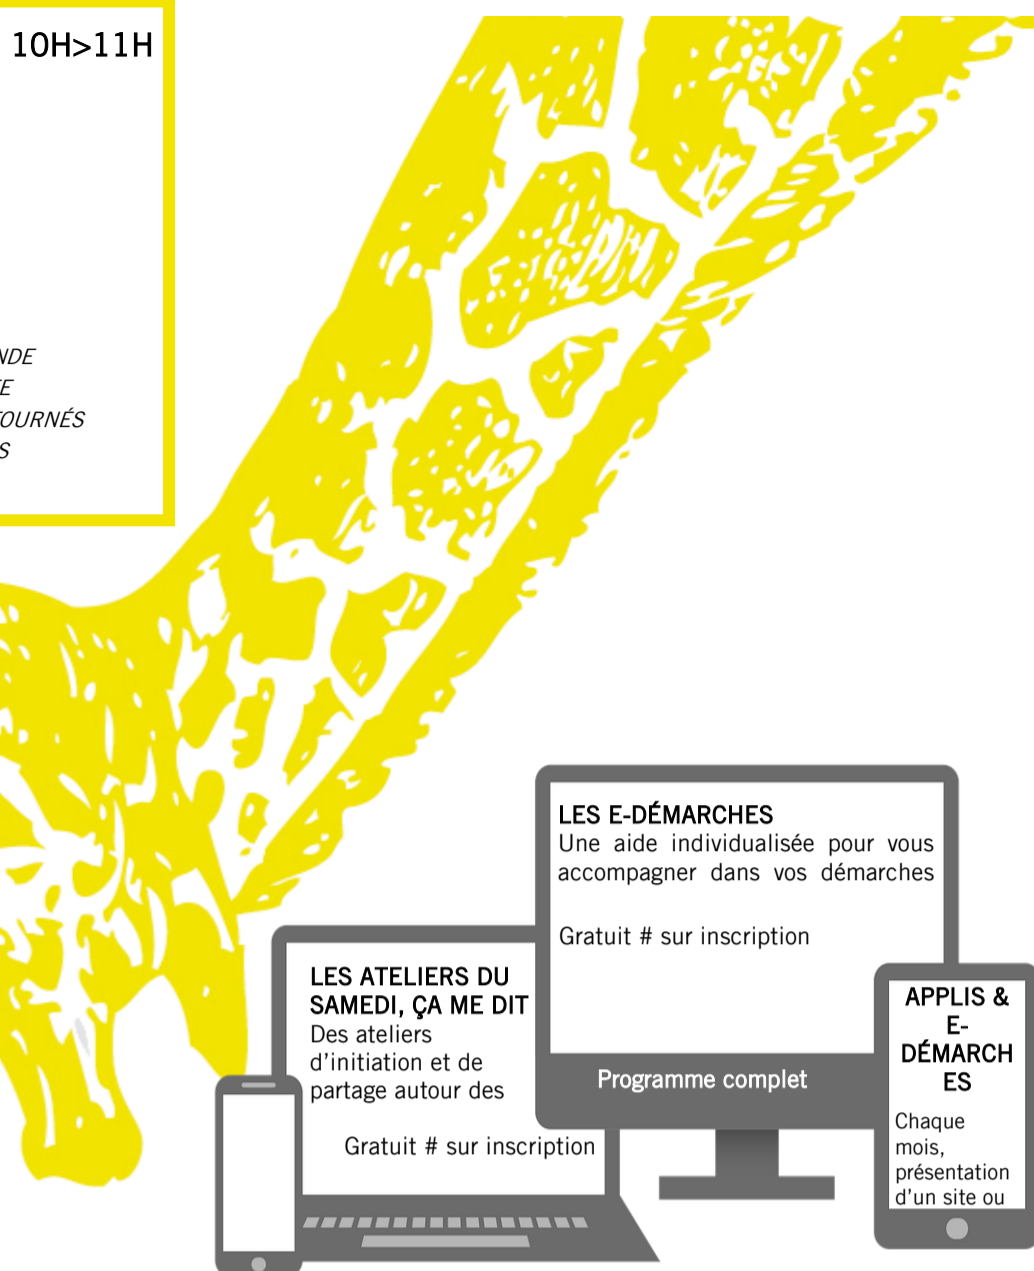 10H>11H
TOURNÉS
LES E-DÉMARCHES
Une aide individualisée pour vous
accompagner dans vos démarches
Gratuit # sur inscription
Programme complet
LES ATELIERS DU
SAMEDI, ÇA ME DIT
Des ateliers
d’initiation et de
partage autour des
Gratuit # sur inscription
APPLIS &
E-
DÉMARCH
ES
Chaque
mois,
présentation
d’un site ou